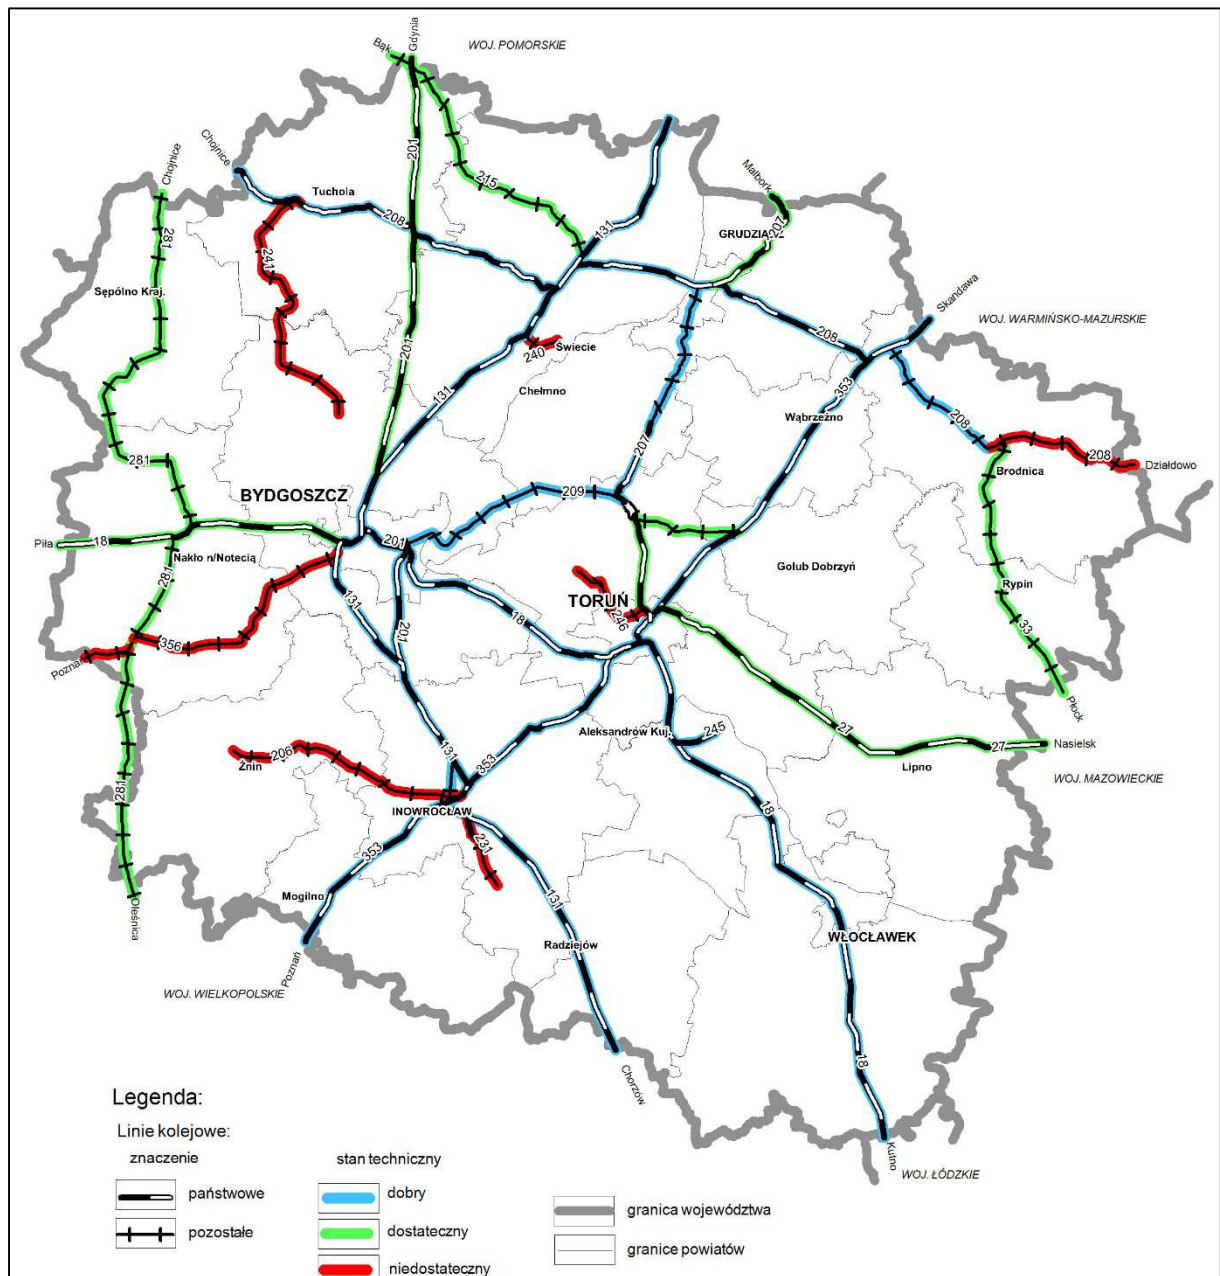 Bąk
Gdynia
WOJ. POMORSKIE
Chojnice
Chojnice
201
215
Malbork
Tuchola
208
131
GRUDZIĄDZ
207
281
241
Sępólno Kraj.
Skandawa
WOJ. WARMIŃSKO-MAZURSKIE
208
201
240
Świecie
Chełmno
131
353
Wąbrzeźno
207
208
281
Brodnica
208
Działdowo
BYDGOSZCZ
209
Piła
18
201
Nakło n/Notecią
Golub Dobrzyń
281
131
Rypin
TORUŃ
246
18
201
33
356
Poznań
Płock
27
Aleksandrów Kuj.
245
131
353
206
Żnin
27
Nasielsk
Lipno
WOJ. MAZOWIECKIE
281
18
INOWROCŁAW
231
353
Mogilno
131
Oleśnica
Radziejów
WŁOCŁAWEK
Poznań
WOJ. WIELKOPOLSKIE
18
Chorzów
Kutno
WOJ. ŁÓDZKIE
Legenda:
Linie kolejowe:
znaczenie
stan techniczny
państwowe
dobry
granica województwa
pozostałe
dostateczny
granice powiatów
niedostateczny